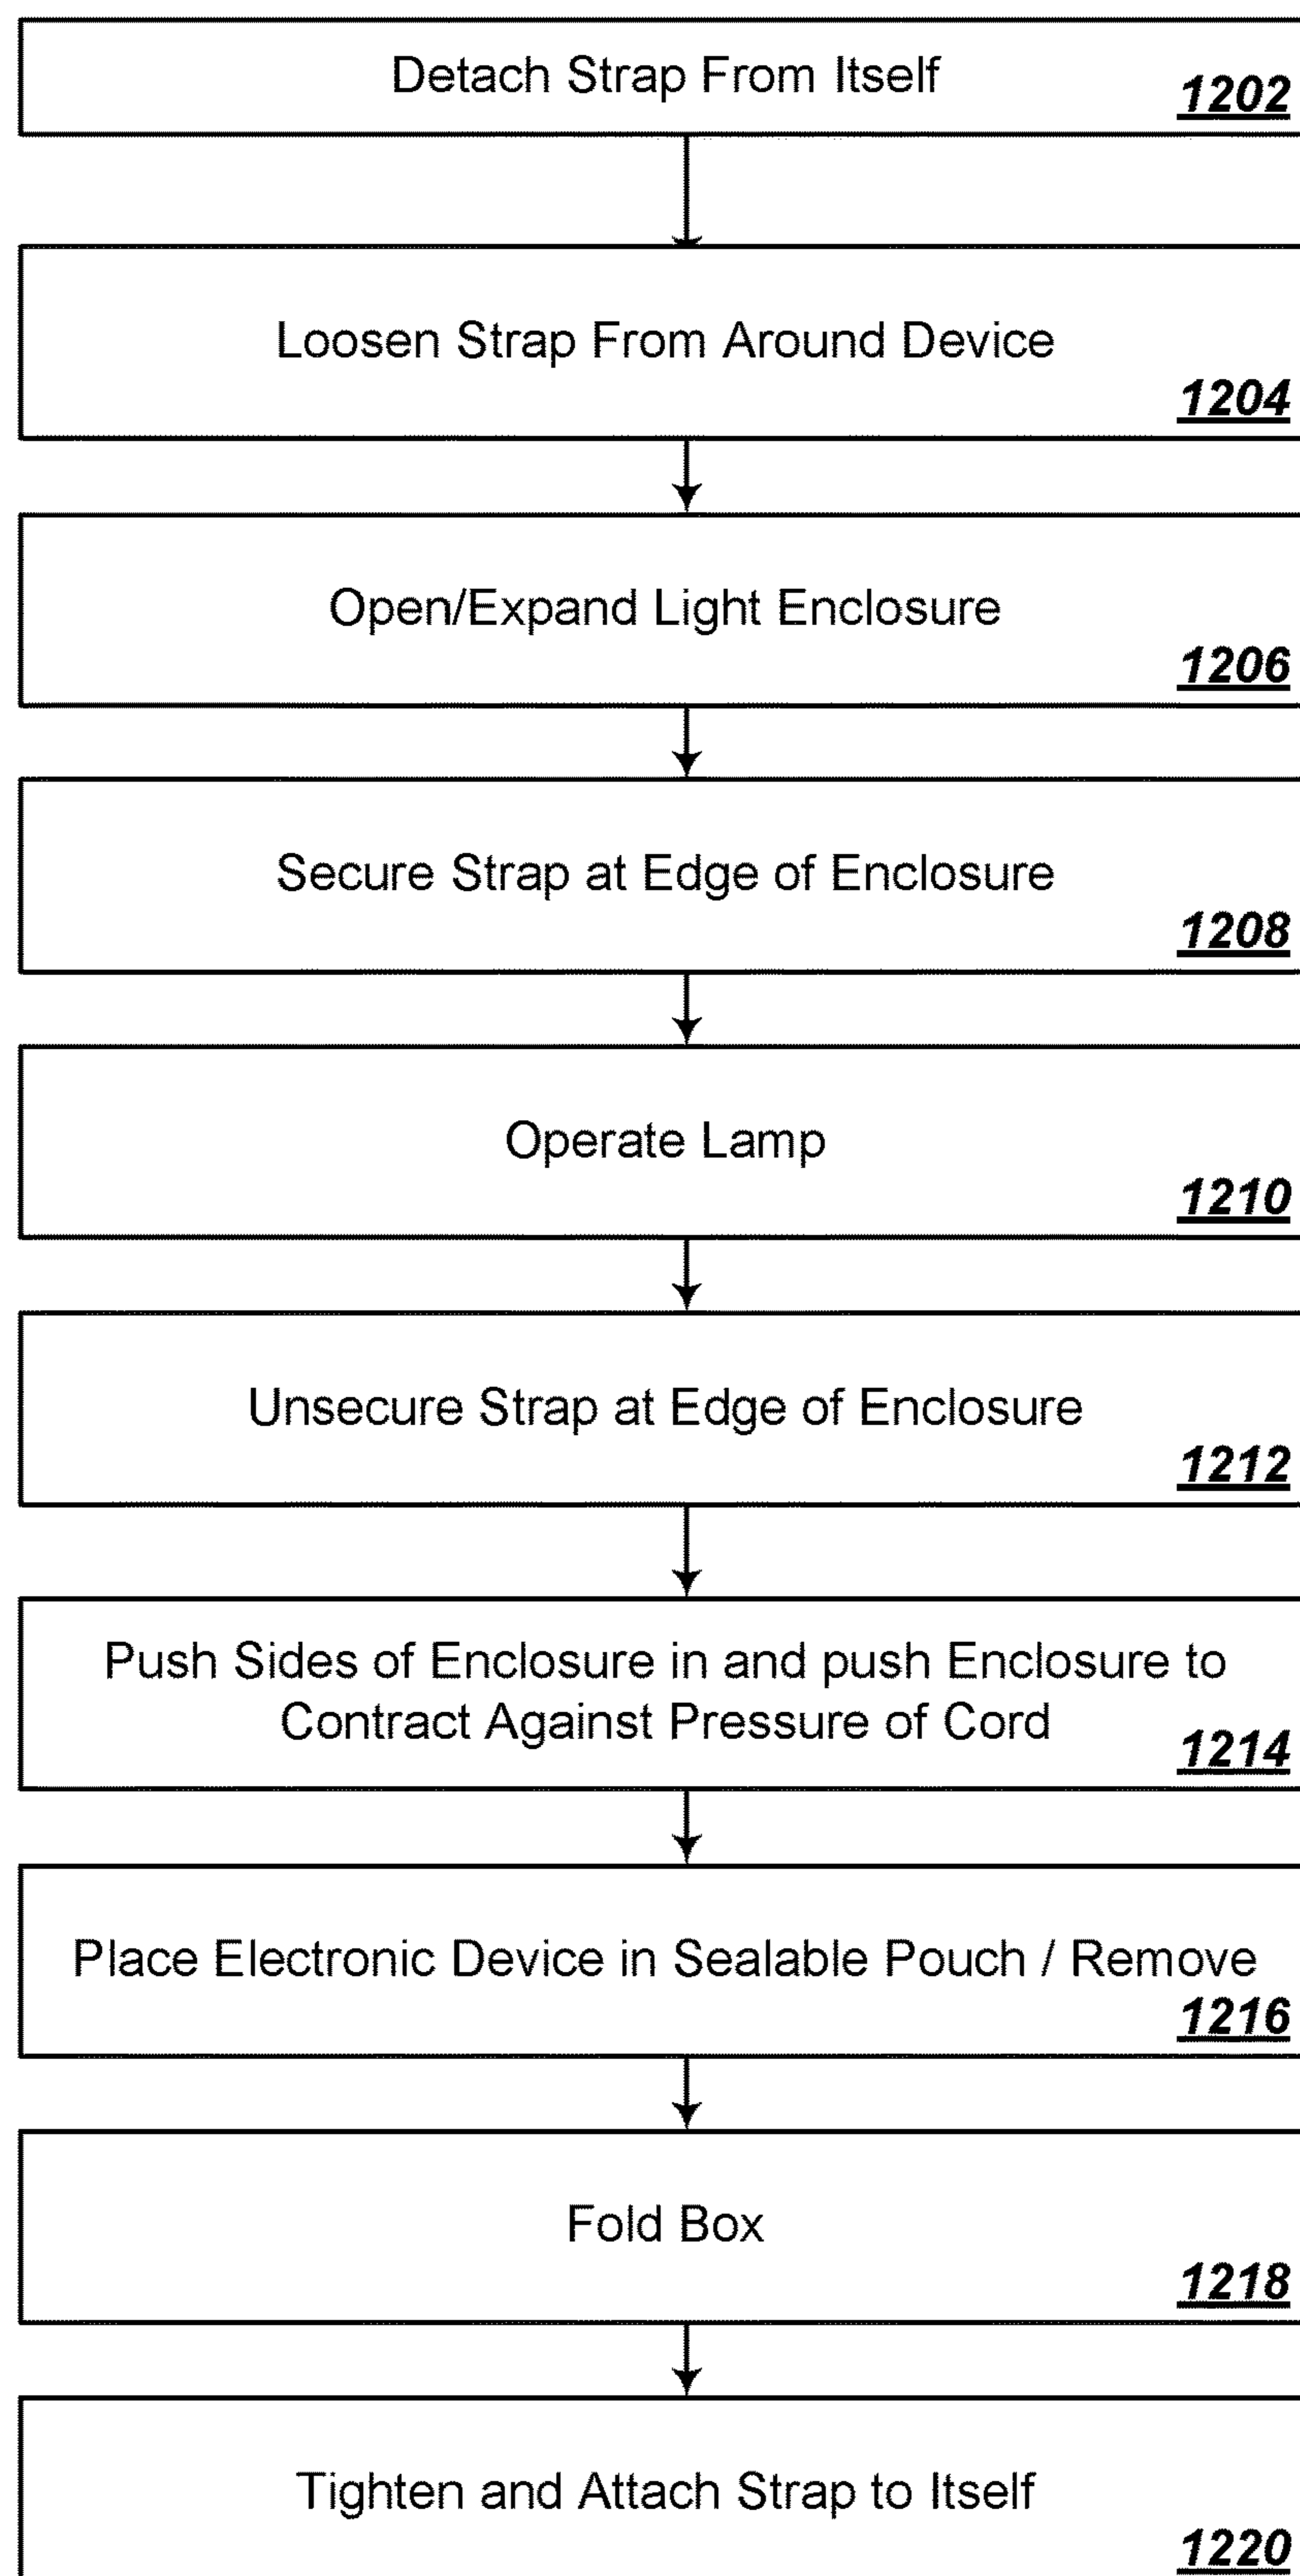 Detach Strap From Itself
1202
Loosen Strap From Around Device
1204
Open/Expand Light Enclosure
1206
Secure Strap at Edge of Enclosure
1208
Operate Lamp
1210
Unsecure Strap at Edge of Enclosure
1212
Push Sides of Enclosure in and push Enclosure to
Contract Against Pressure of Cord
1214
Place Electronic Device in Sealable Pouch / Remove
1216
Fold Box
1218
Tighten and Attach Strap to Itself
1220